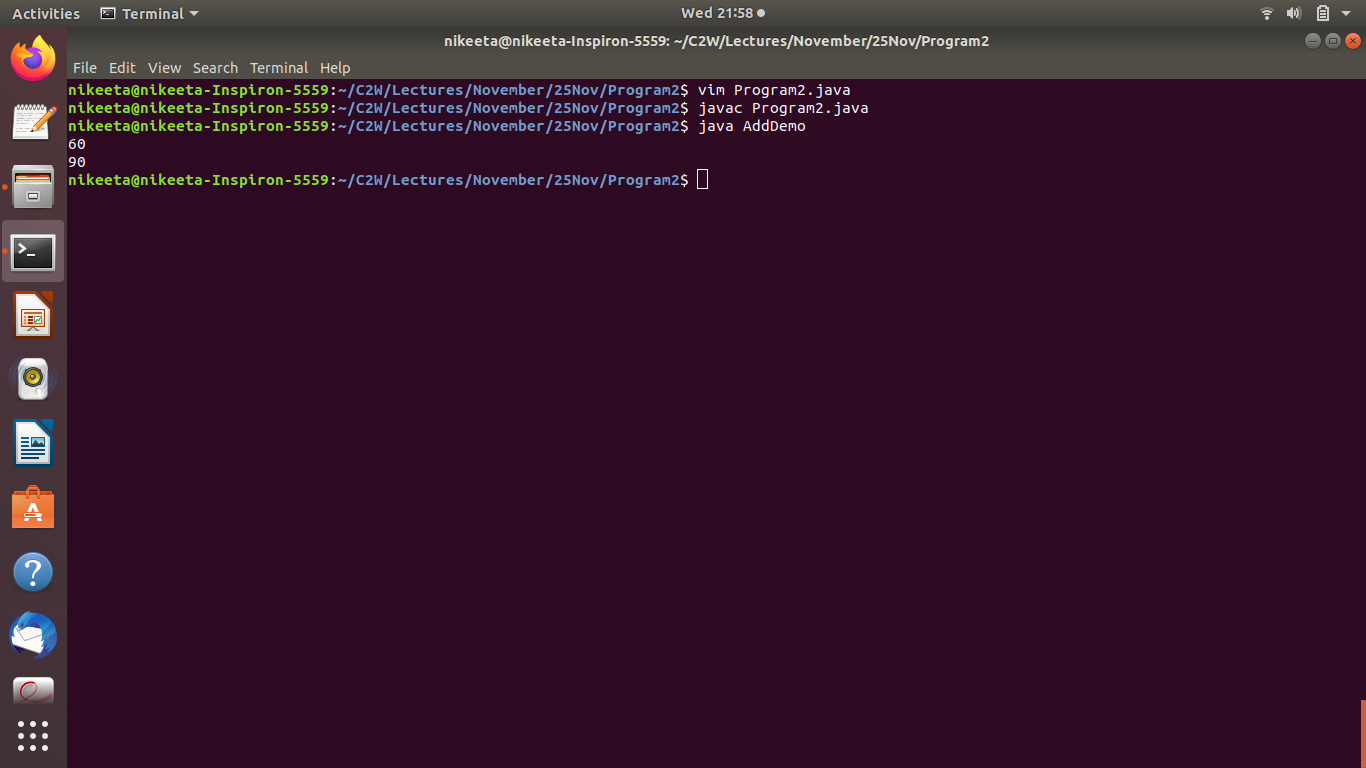 Activities Terminal Wed 21:58
nikeeta@nikeeta-Inspiron-5559: ~/C2W/Lectures/November/25Nov/Program2
File Edit View Search Terminal Help
nikeeta@nikeeta-Inspiron-5559:~/C2W/Lectures/November/25Nov/Program2$ vim Program2.java
nikeeta@nikeeta-Inspiron-5559:~/C2W/Lectures/November/25Nov/Program2$ javac Program2.java
nikeeta@nikeeta-Inspiron-5559:~/C2W/Lectures/November/25Nov/Program2$ java AddDemo
60
90
nikeeta@nikeeta-Inspiron-5559:~/C2W/Lectures/November/25Nov/Program2$